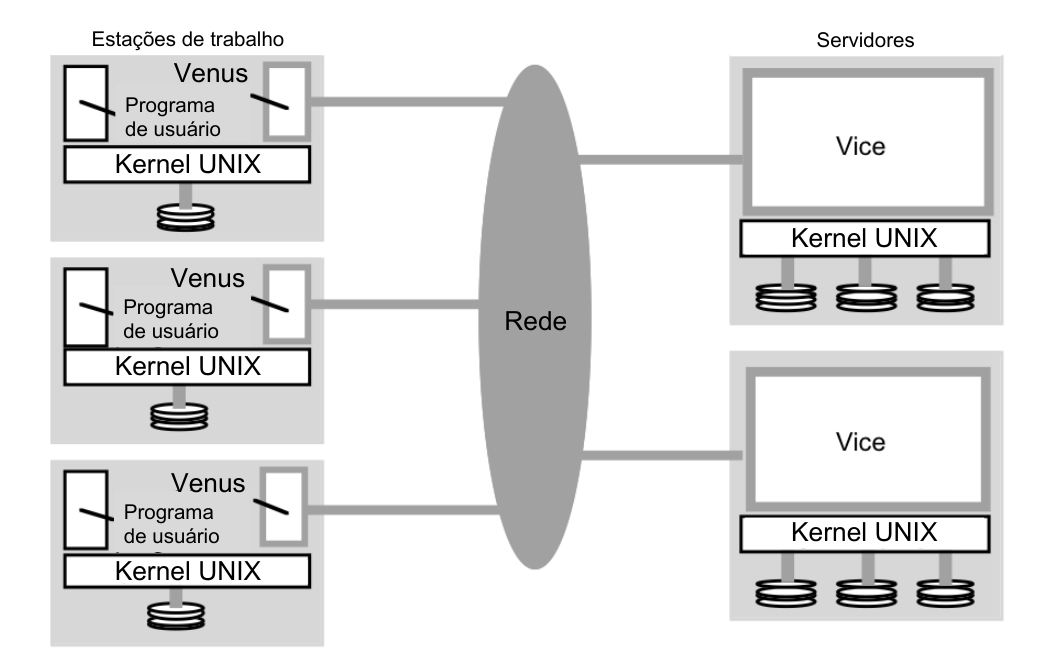 Estações de trabalho
Venus
Programa
de usuário
Kernel UNIX
Venus
Programa
de usuário
Kernel UNIX
Venus
Programa
de usuário
Kernel UNIX
Rede
Servidores
Vice
Kernel UNIX
Vice
Kernel UNIX